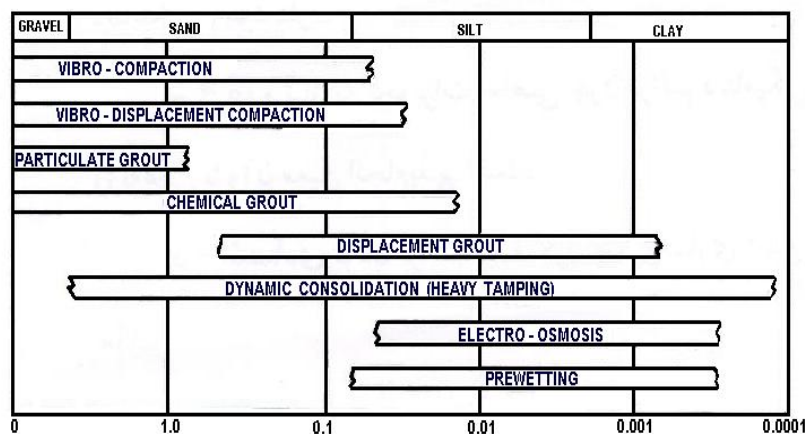 GRAVEL SAND SILT CLAY
VIBRO - COMPACTION
VIBRO - DISPLACEMENT COMPACTION
PARTICULATE GROUT
CHEMICAL GROUT
DISPLACEMENT GROUT
DYNAMIC CONSOLIDATION (HEAVY TAMPING)
ELECTRO - OSMOSIS
PREWETTING
0 1.0 0.1 0.01 0.001 0.0001